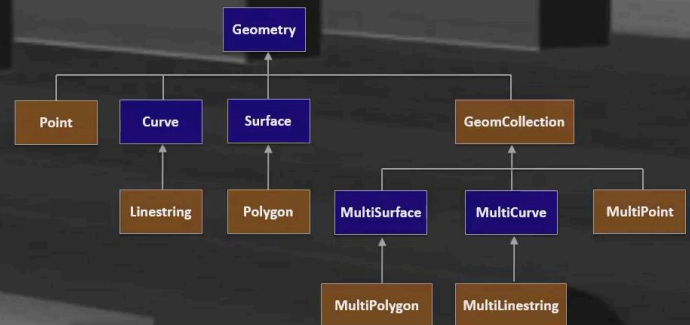 Geometry
Point
Curve
Surface
GeomCollection
Linestring
Polygon
MultiSurface
MultiCurve
MultiPoint
MultiPolygon
MultiLinestring